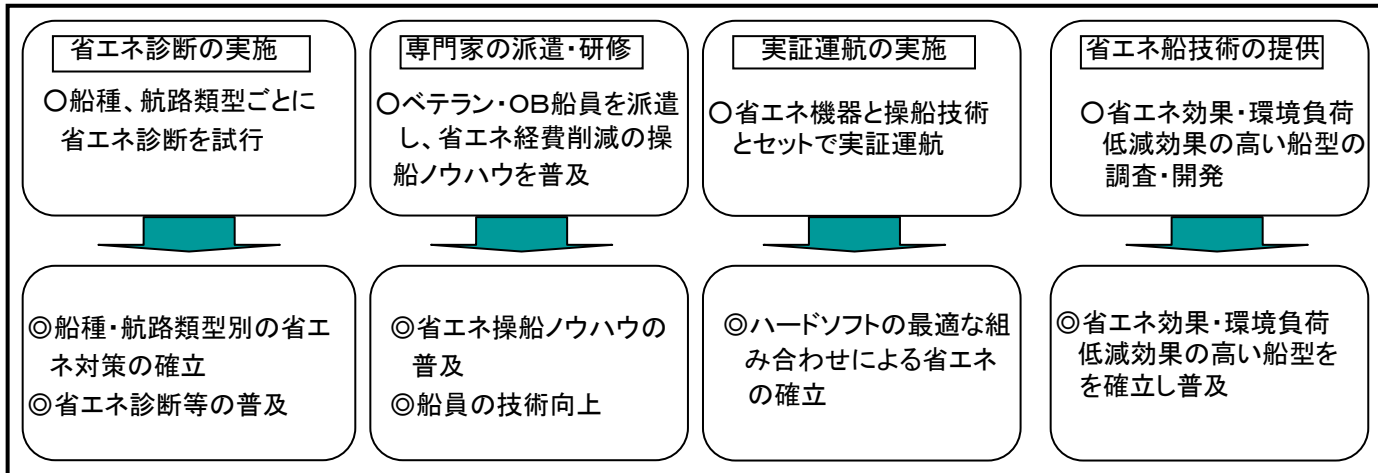 省エネ診断の実施
○船種、航路類型ごとに
省エネ診断を試行
専門家の派遣・研修
○ベテラン・OB船員を派遣
し、省エネ経費削減の操
船ノウハウを普及
実証運航の実施
○省エネ機器と操船技術
とセットで実証運航
省エネ船技術の提供
○省エネ効果・環境負荷
低減効果の高い船型の
調査・開発
◎船種・航路類型別の省エ
ネ対策の確立
◎省エネ診断等の普及
◎省エネ操船ノウハウの
普及
◎船員の技術向上
◎ハードソフトの最適な組
み合わせによる省エネ
の確立
◎省エネ効果・環境負荷
低減効果の高い船型を
を確立し普及